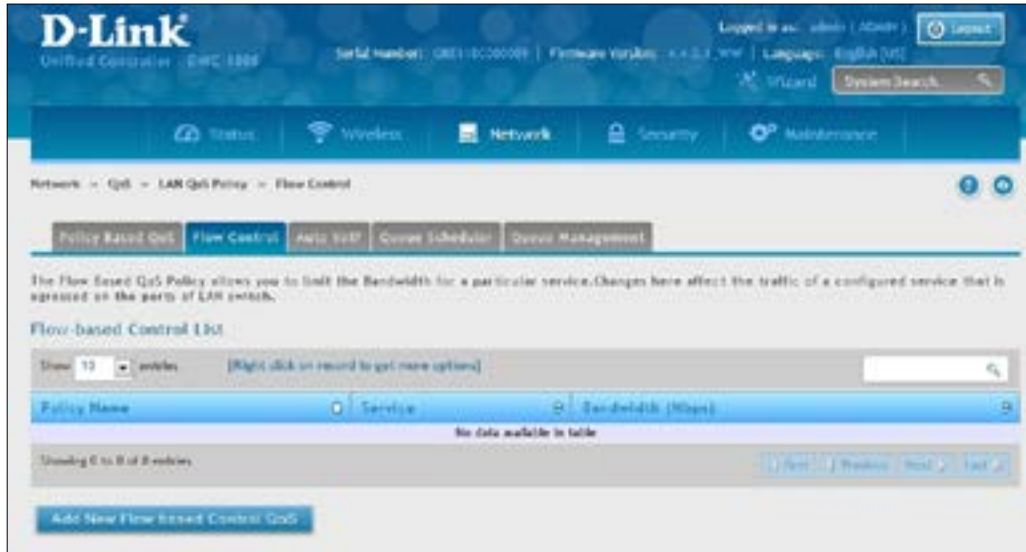 D-Link
Logged in as: admin ( ADMIN ) Logout
Unified Controller - DWC-1000
Serial Number: | Firmware Version: | Language: English [US]
Wizard System Search...
Status Wireless Network Security Maintenance
Network » QoS » LAN QoS Policy » Flow Control
Policy Based QoS Flow Control Auto VoIP Queue Scheduler Queue Management
The Flow Based QoS Policy allows you to limit the Bandwidth for a particular service.Changes here affect the traffic of a configured service that is
egressed on the ports of LAN switch.
Flow-based Control List
Show 10 entries [Right click on record to get more options]
Policy Name Service Bandwidth (Mbps)
No data available in table
Showing 0 to 0 of 0 entries
First Previous Next Last
Add New Flow-based Control QoS